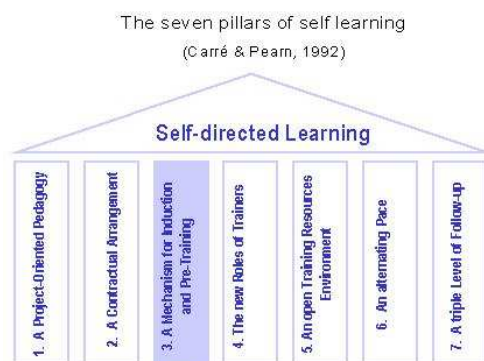 The seven pillars of self learning
(Carré & Pearn, 1992)
Self-directed Learning
1. A Project-Oriented Pedagogy
2. A Contractual Arrangement
3. A Mechanism for Induction
and Pre-Training
4. The new Roles of Trainers
5. An open Training Resources
Environment
6. An alternating Pace
7. A triple Level of Follow-up